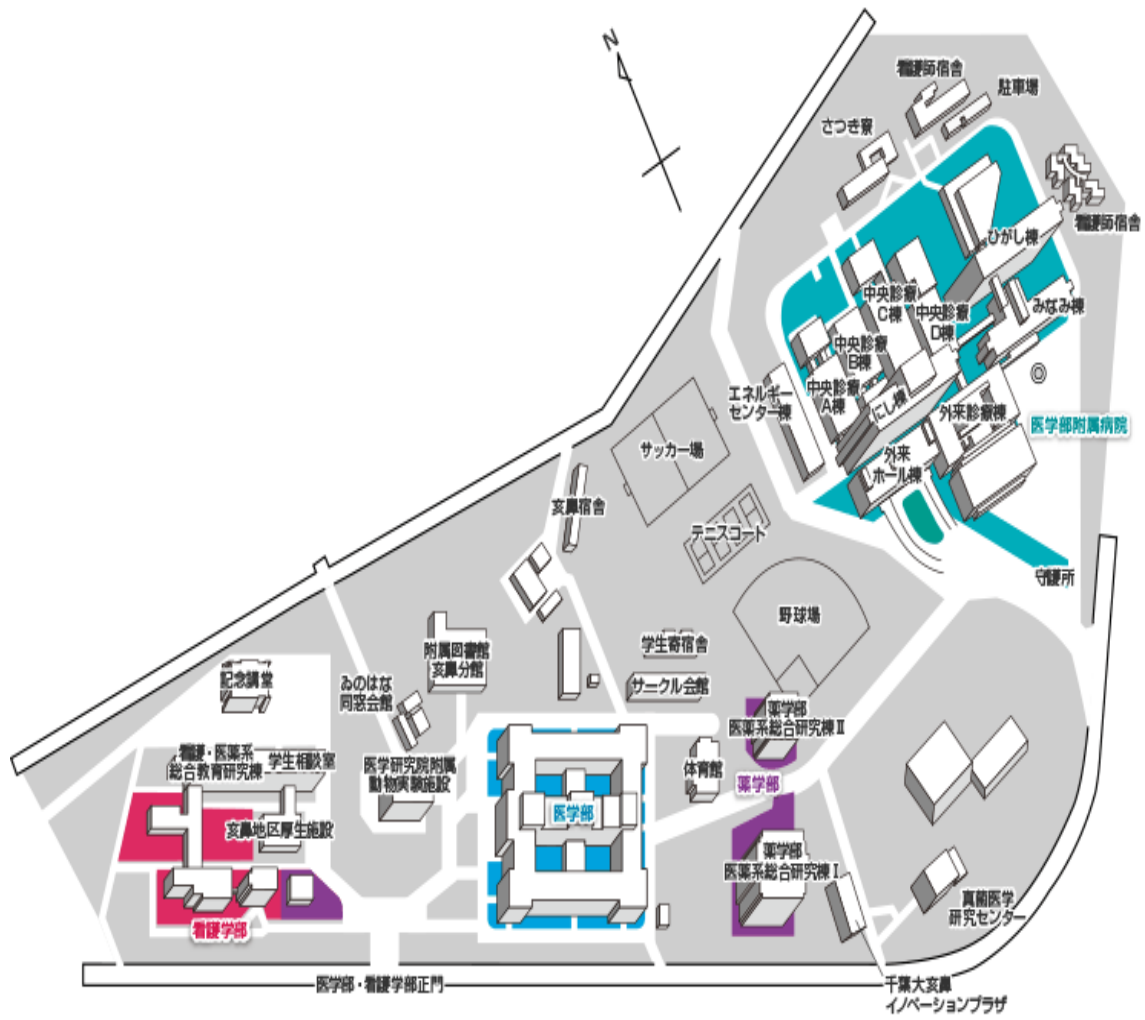 N
看護師宿舎
駐車場
さつき寮
看護師宿舎
ひがし棟
中央診療
C棟
中央診療
D棟
みなみ棟
中央診療
B棟
エネルギー
センター棟
中央診療
A棟
にし棟
外来診療棟
医学部附属病院
外来
ホール棟
サッカー場
亥鼻宿舎
テニスコート
守護所
野球場
学生寄宿舎
附属図書館
亥鼻分館
記念講堂
ゐのはな
同窓会館
サークル会館
薬学部
医薬系総合研究棟Ⅱ
看護・医薬系
総合教育研究棟
学生相談室
医学研究院附属
動物実験施設
体育館
薬学部
医学部
亥鼻地区厚生施設
薬学部
医薬系総合研究棟Ⅰ
真菌医学
研究センター
看護学部
医学部・看護学部正門
千葉大亥鼻
イノベーションプラザ